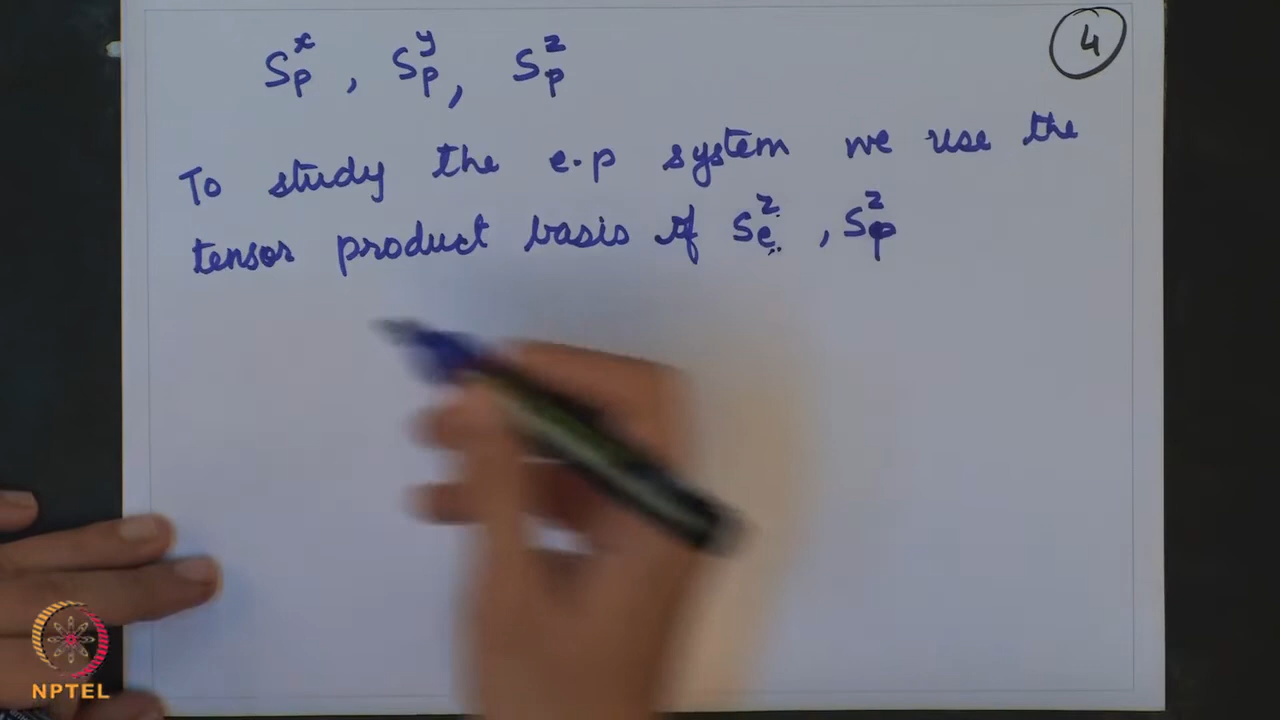 S_p^x, S_p^y, S_p^z
4
To study the e.p system we use the
tensor product basis of S_e^z, S_p^z
NPTEL